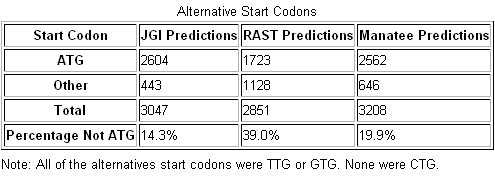 Alternative Start Codons
Start Codon JGI Predictions RAST Predictions Manatee Predictions
ATG 2604 1723 2562
Other 443 1128 646
Total 3047 2851 3208
Percentage Not ATG 14.3% 39.0% 19.9%
Note: All of the alternatives start codons were TTG or GTG. None were CTG.